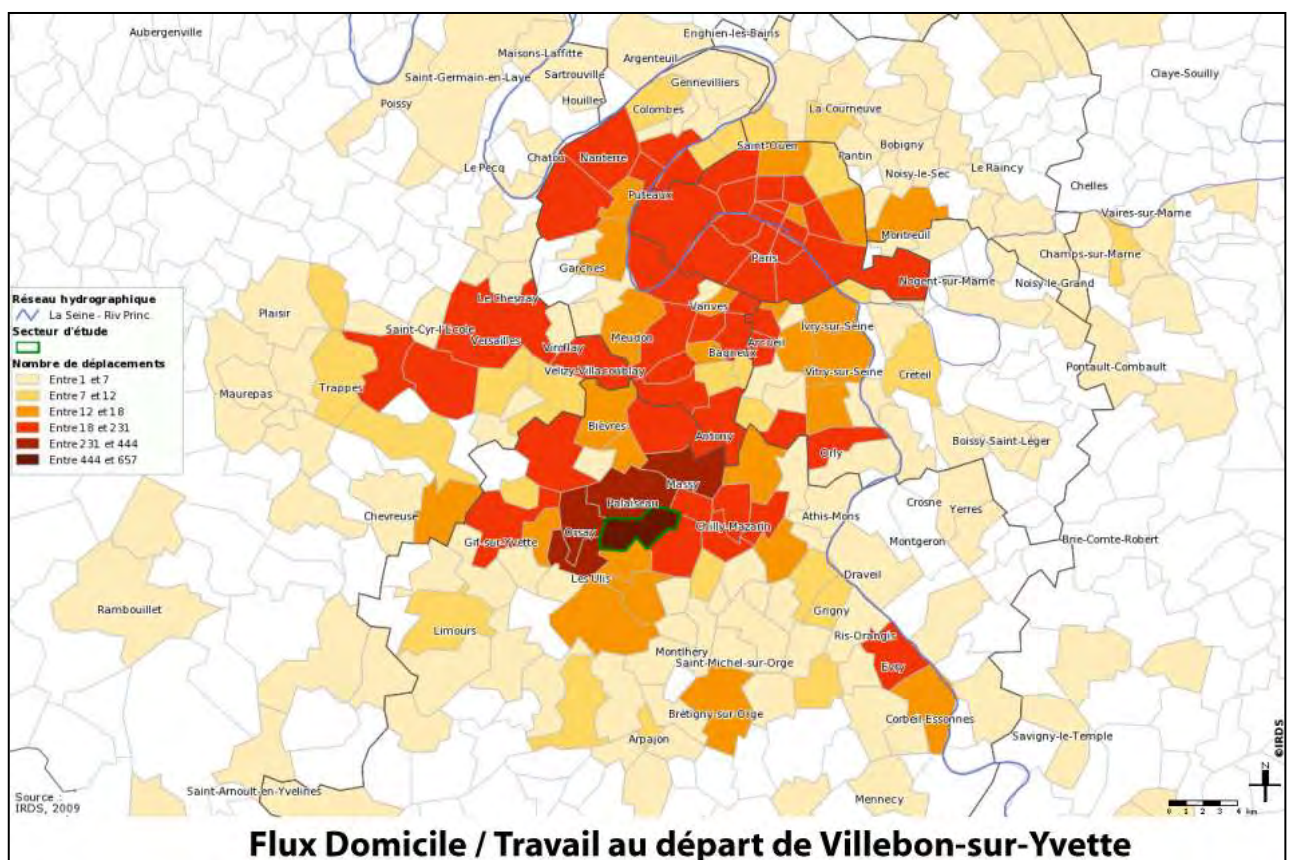 Aubergenville
Enghien-les-Bains
Maisons-Laffitte
Argenteuil
Saint-Germain-en-Laye
Sartrouville
Gennevilliers
Claye-Souilly
Poissy
Houilles
Colombes
La Courneuve
Saint-Ouen
Bobigny
Pantin
Chatou
Nanterre
Le Pecq
Noisy-le-Sec
Le Raincy
Chelles
Puteaux
Vaires-sur-Marne
Montreuil
Champs-sur-Marne
Paris
Garches
Nogent-sur-Marne
Noisy-le-Grand
Réseau hydrographique
La Seine - Riv Princ.
Secteur d'étude
Nombre de déplacements
Entre 1 et 7
Entre 7 et 12
Entre 12 et 18
Entre 18 et 231
Entre 231 et 444
Entre 444 et 657
Le Chesnay
Vanves
Plaisir
Saint-Cyr-l'Ecole
Ivry-sur-Seine
Versailles
Meudon
Arcueil
Viroflay
Bagneux
Velizy-Villacoublay
Vitry-sur-Seine
Créteil
Pontault-Combault
Trappes
Maurepas
Bièvres
Antony
Boissy-Saint-Léger
Orly
Massy
Palaiseau
Crosne
Yerres
Chevreuse
Athis-Mons
Chilly-Mazarin
Orsay
Gif-sur-Yvette
Montgeron
Brie-Comte-Robert
Les Ulis
Draveil
Rambouillet
Grigny
Limours
Ris-Orangis
Montlhéry
Saint-Michel-sur-Orge
Evry
Brétigny-sur-Orge
Corbeil-Essonnes
Arpajon
Savigny-le-Temple
©IRDS
N
Saint-Arnoult-en-Yvelines
Mennecy
Source :
IRDS, 2009
0 1 2 3 4 km
Flux Domicile / Travail au départ de Villebon-sur-Yvette